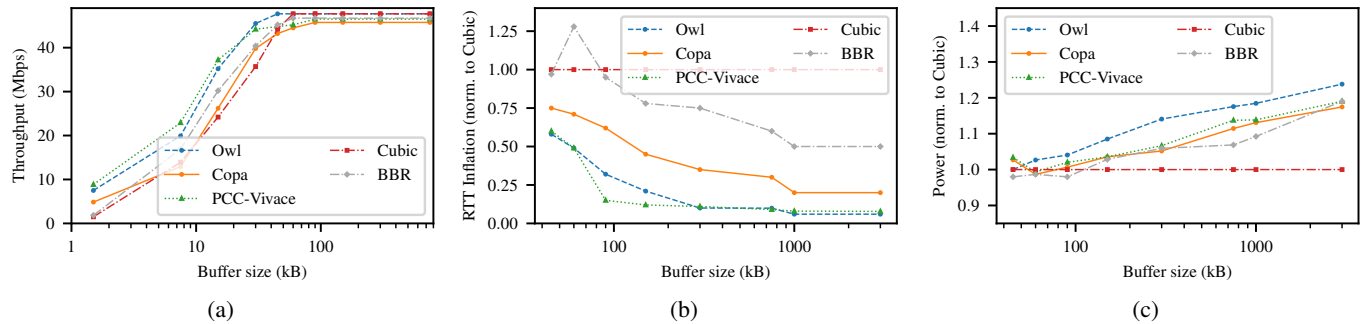 Throughput (Mbps)
40
30
20
10
0
1
10
100
Buffer size (kB)
Owl
Copa
PCC-Vivace
Cubic
BBR
(a)
RTT Inflation (norm. to Cubic)
1.25
1.00
0.75
0.50
0.25
0.00
100
1000
Buffer size (kB)
Owl
Copa
PCC-Vivace
Cubic
BBR
(b)
Power (norm. to Cubic)
1.4
1.3
1.2
1.1
1.0
0.9
100
1000
Buffer size (kB)
Owl
Copa
PCC-Vivace
Cubic
BBR
(c)